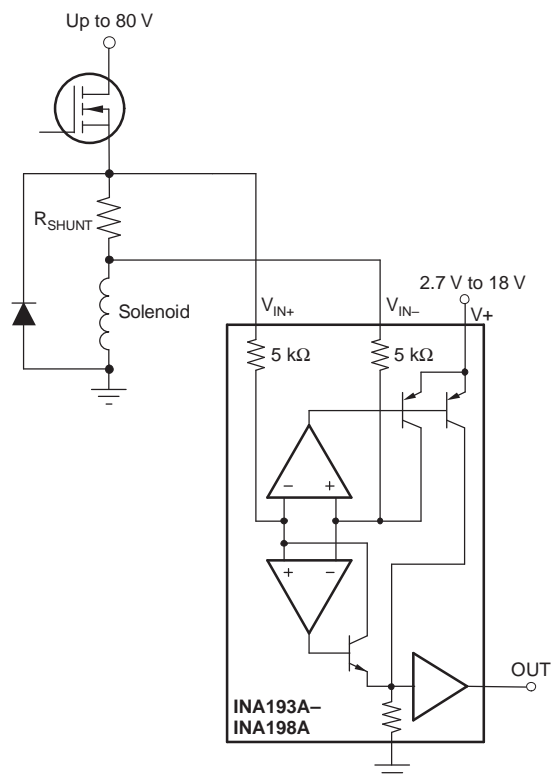 Up to 80 V
R_SHUNT
Solenoid
V_IN+
V_IN–
2.7 V to 18 V
V+
5 kΩ
5 kΩ
–
+
+
–
OUT
INA193A–
INA198A